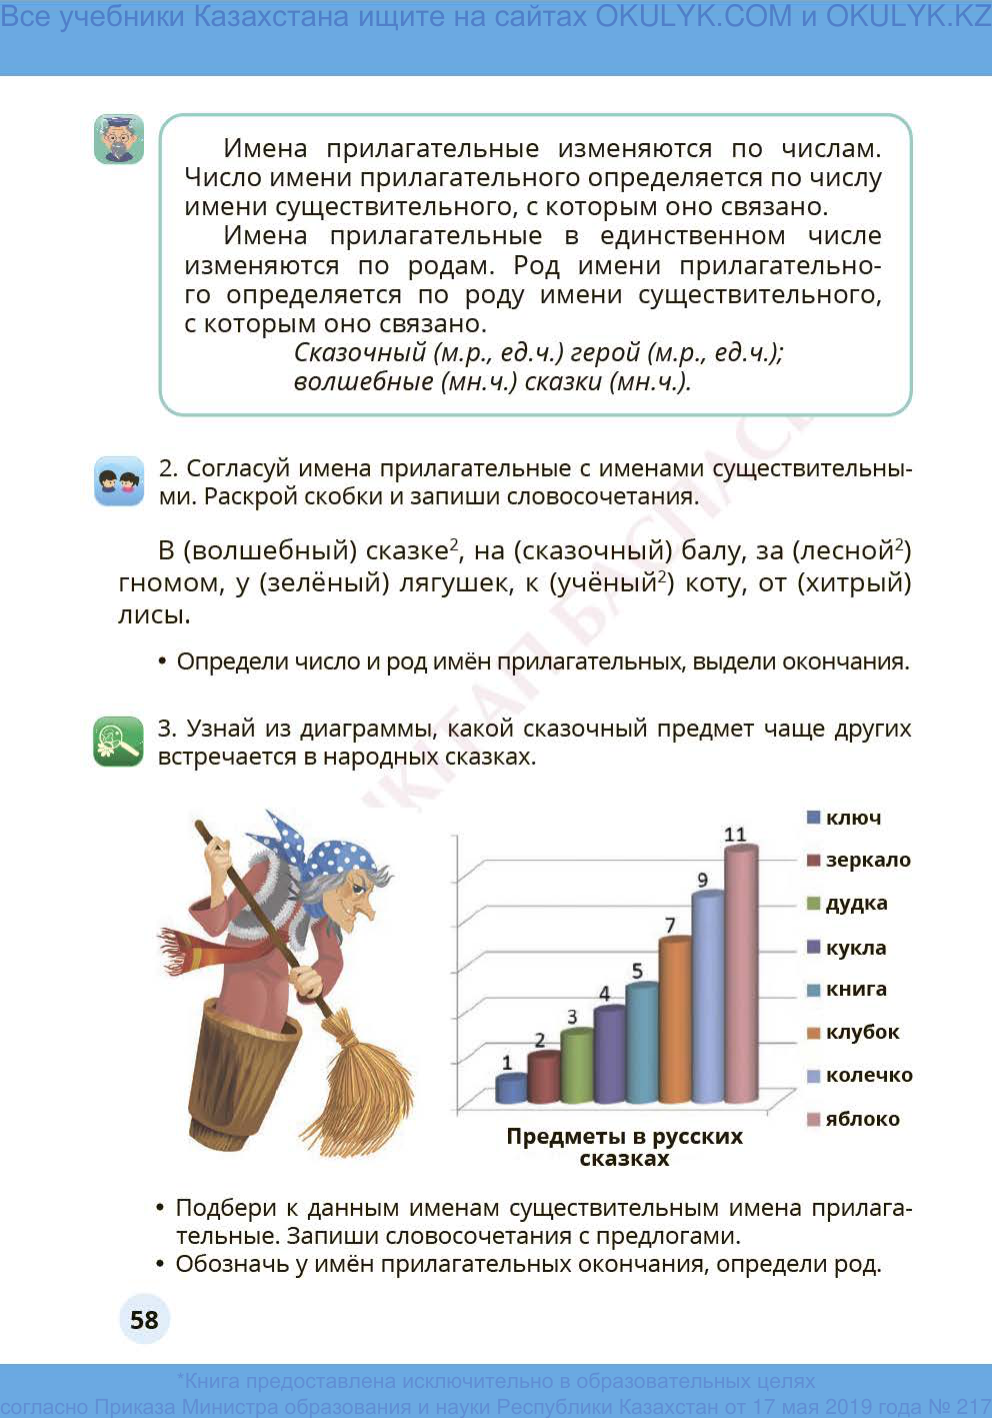 Все учебники Казахстана ищите на сайтах OKULYK.COM и OKULYK.KZ
Имена прилагательные изменяются по числам.
Число имени прилагательного определяется по числу
имени существительного, с которым оно связано.
Имена прилагательные в единственном числе
изменяются по родам. Род имени прилагательно-
го определяется по роду имени существительного,
с которым оно связано.
Сказочный (м.р., ед.ч.) герой (м.р., ед.ч.);
волшебные (мн.ч.) сказки (мн.ч.).
2. Согласуй имена прилагательные с именами существительны-
ми. Раскрой скобки и запиши словосочетания.
В (волшебный) сказке², на (сказочный) балу, за (лесной²)
гномом, у (зелёный) лягушек, к (учёный²) коту, от (хитрый)
лисы.
• Определи число и род имён прилагательных, выдели окончания.
3. Узнай из диаграммы, какой сказочный предмет чаще других
встречается в народных сказках.
1
2
3
4
5
7
9
11
ключ
зеркало
дудка
кукла
книга
клубок
колечко
яблоко
Предметы в русских
сказках
• Подбери к данным именам существительным имена прилага-
тельные. Запиши словосочетания с предлогами.
• Обозначь у имён прилагательных окончания, определи род.
58
*Книга предоставлена исключительно в образовательных целях
согласно Приказа Министра образования и науки Республики Казахстан от 17 мая 2019 года № 217